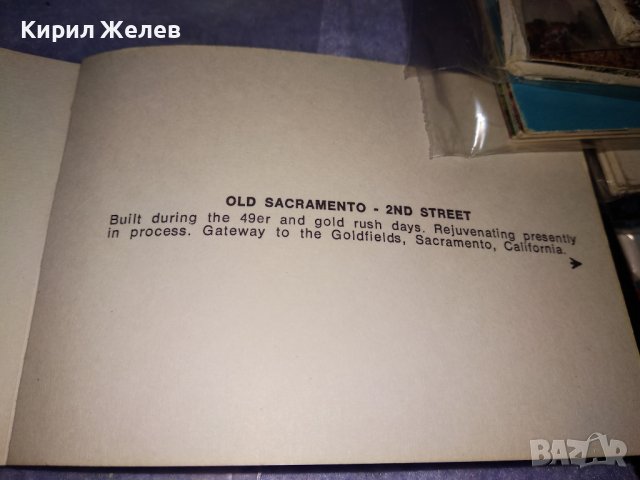 Кирил Желев
OLD SACRAMENTO - 2ND STREET
Built during the 49er and gold rush days. Rejuvenating presently
in process. Gateway to the Goldfields, Sacramento, California.
BAZAR